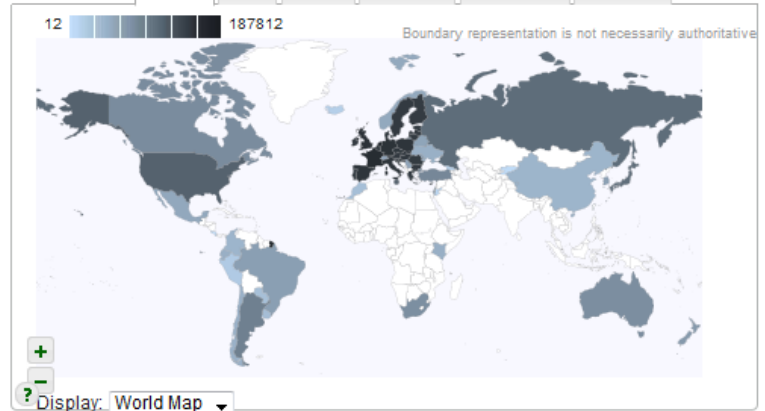 12 187812
Boundary representation is not necessarily authoritative
+
−
?
Display: World Map